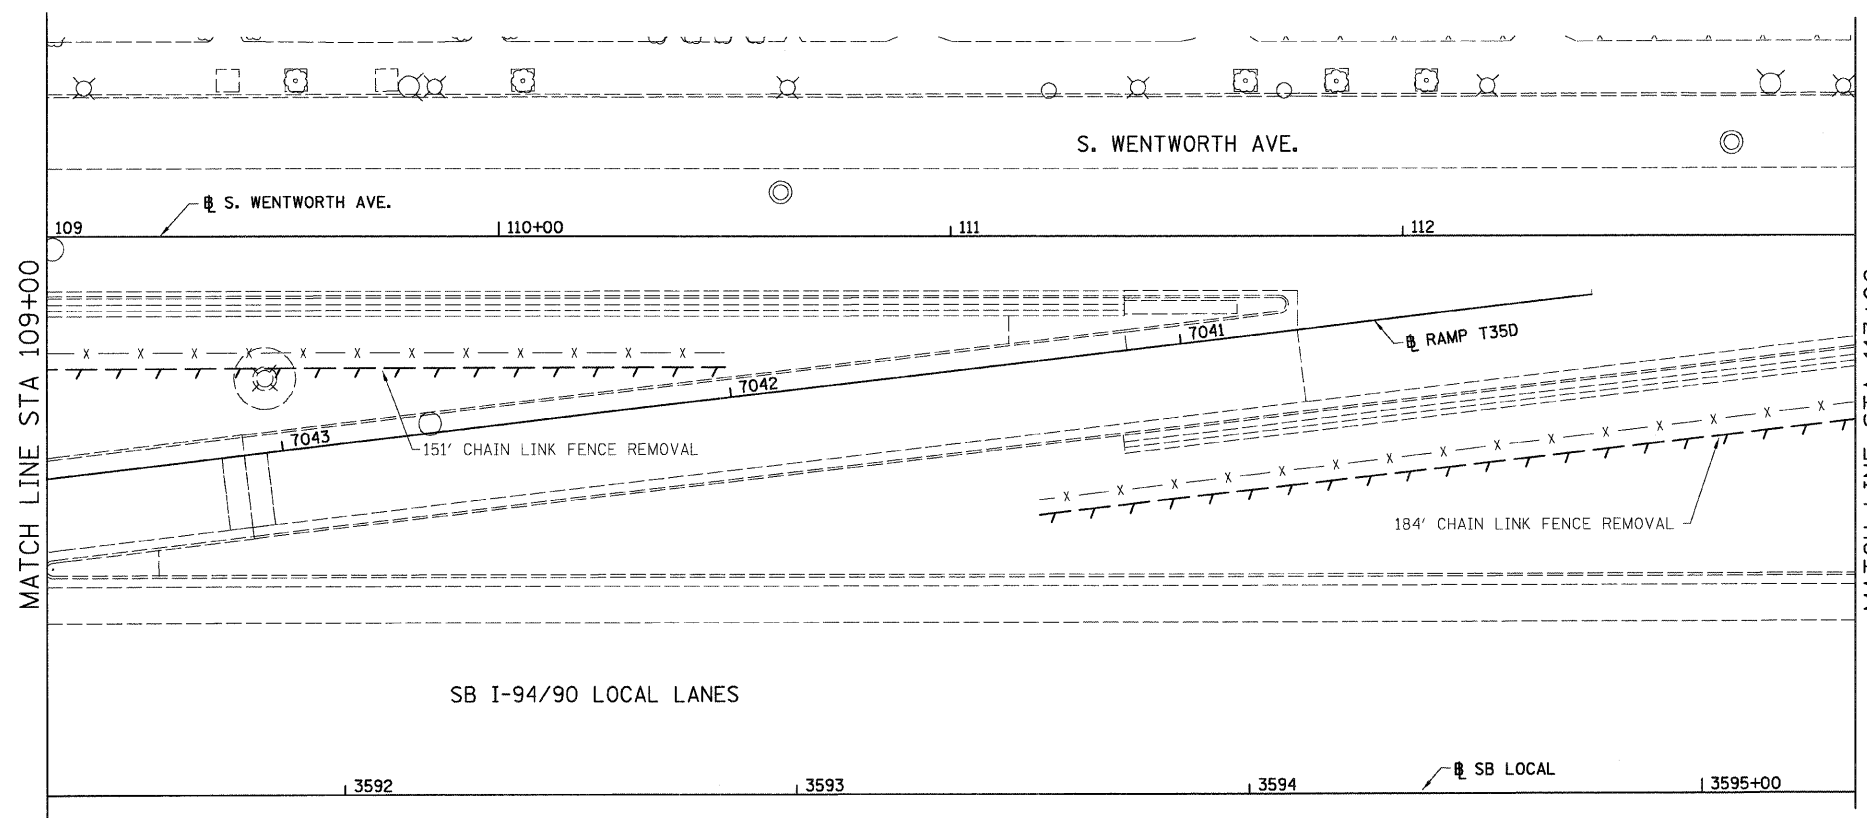 S. WENTWORTH AVE.
℄ S. WENTWORTH AVE.
109
110+00
111
112
MATCH LINE STA 109+00
7041
℄ RAMP T35D
7042
7043
151' CHAIN LINK FENCE REMOVAL
184' CHAIN LINK FENCE REMOVAL
SB I-94/90 LOCAL LANES
℄ SB LOCAL
3592
3593
3594
3595+00